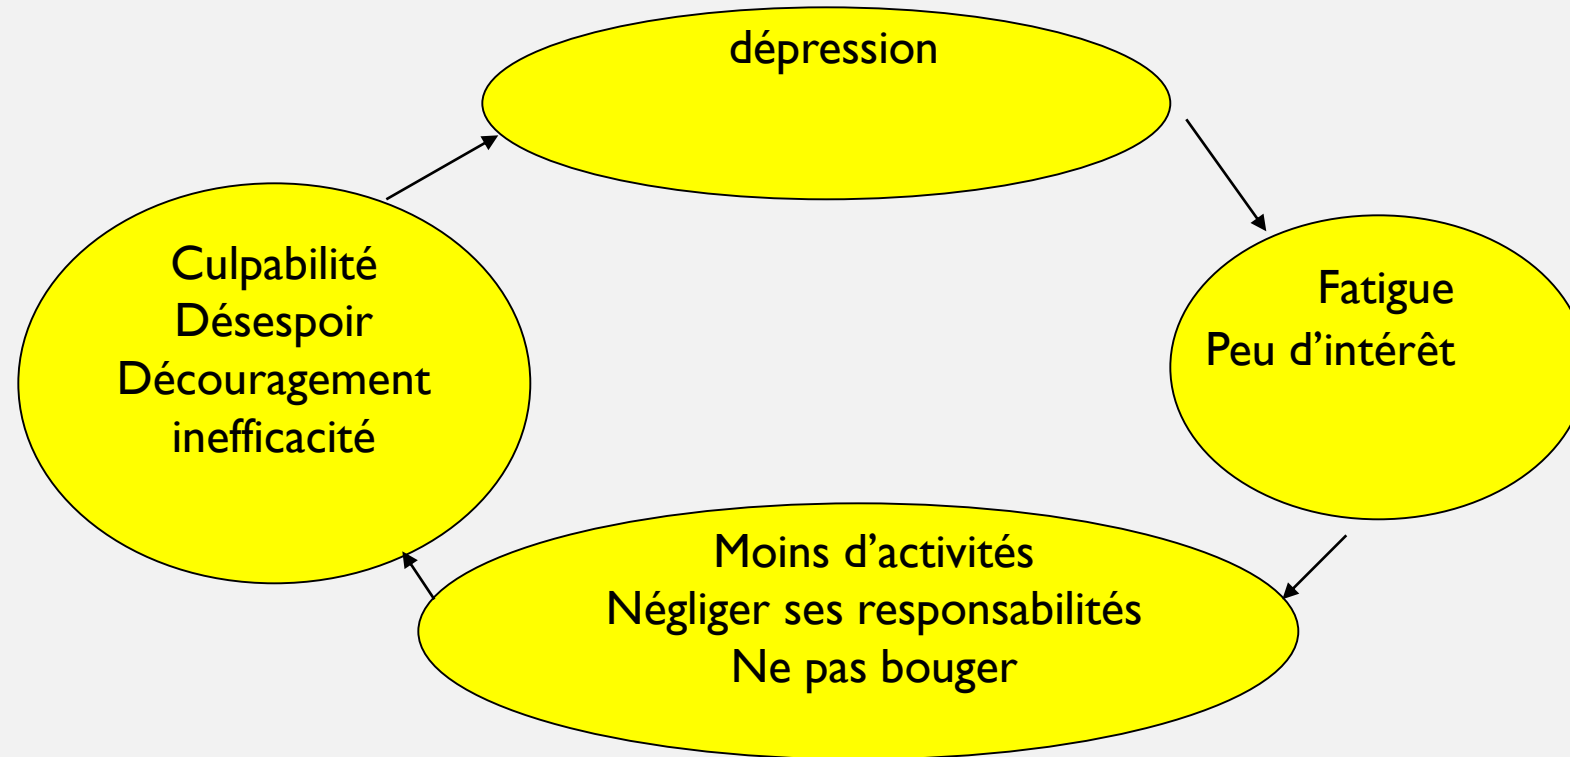 dépression
Culpabilité
Désespoir
Découragement
inefficacité
Fatigue
Peu d’intérêt
Moins d’activités
Négliger ses responsabilités
Ne pas bouger